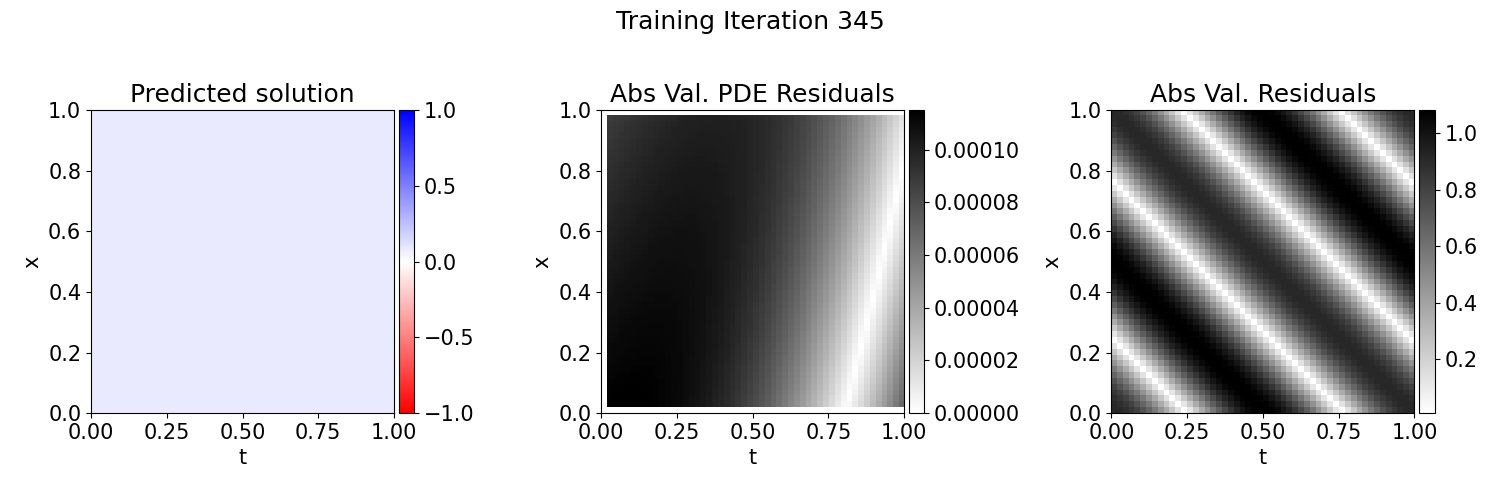 Training Iteration 345
Predicted solution
1.0
0.8
0.6
0.4
0.2
0.0
x
0.00 0.25 0.50 0.75 1.00
t
1.0
0.5
0.0
−0.5
−1.0
Abs Val. PDE Residuals
1.0
0.8
0.6
0.4
0.2
0.0
x
0.00 0.25 0.50 0.75 1.00
t
0.00010
0.00008
0.00006
0.00004
0.00002
0.00000
Abs Val. Residuals
1.0
0.8
0.6
0.4
0.2
0.0
x
0.00 0.25 0.50 0.75 1.00
t
1.0
0.8
0.6
0.4
0.2